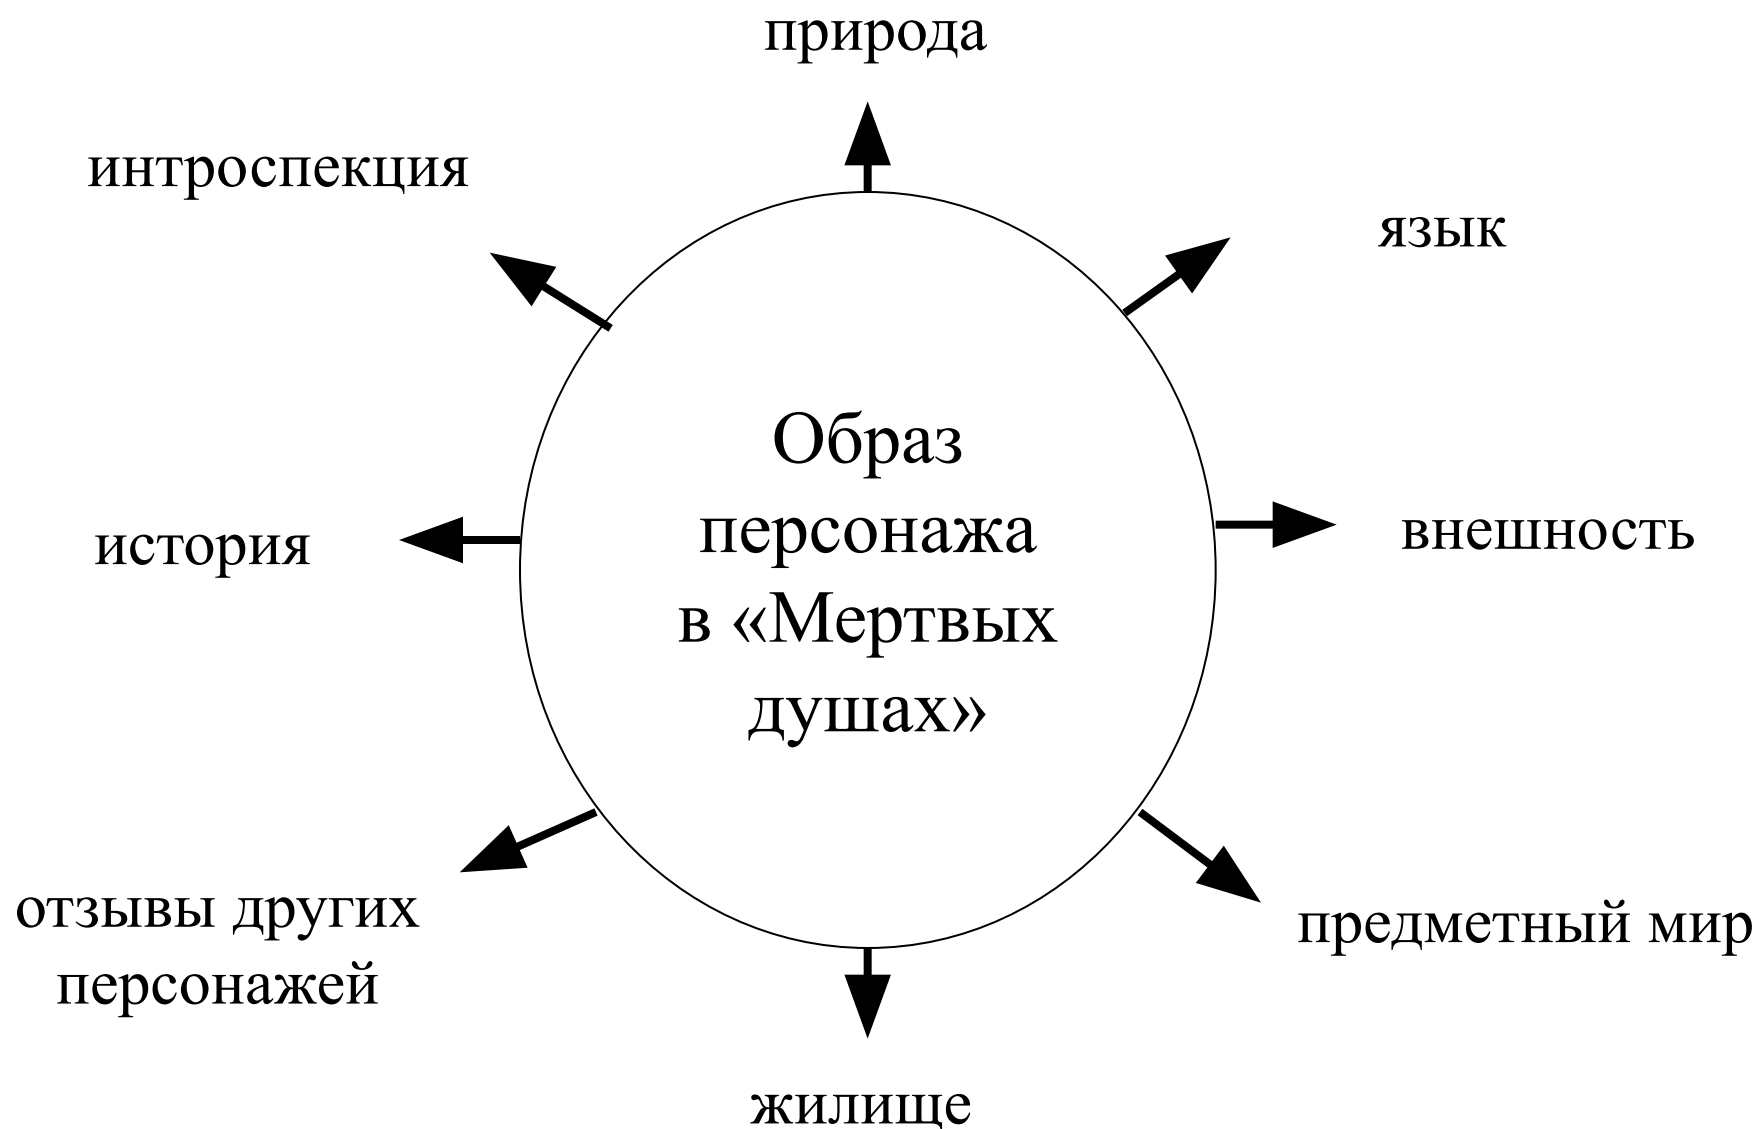 природа
интроспекция
язык
Образ
персонажа
в «Мертвых
душах»
история
внешность
отзывы других
персонажей
предметный мир
жилище